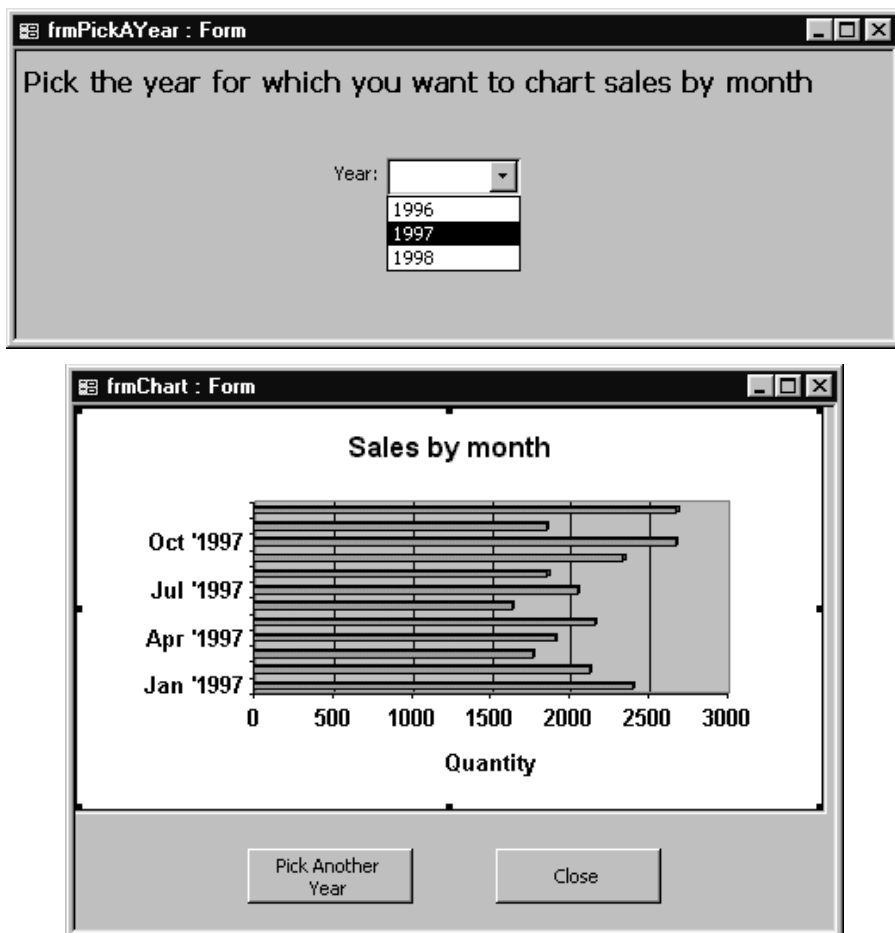 frmPickAYear : Form
Pick the year for which you want to chart sales by month
Year:
1996
1997
1998
frmChart : Form
Sales by month
Oct '1997
Jul '1997
Apr '1997
Jan '1997
0 500 1000 1500 2000 2500 3000
Quantity
Pick Another
Year
Close